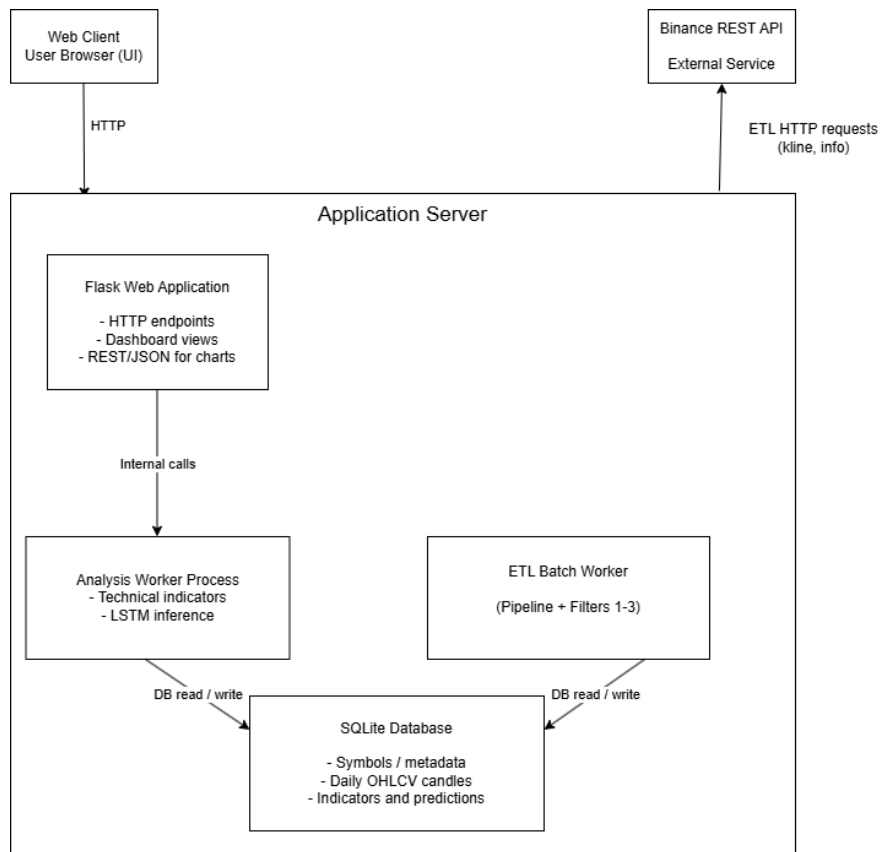 Web Client
User Browser (UI)
Binance REST API
External Service
HTTP
ETL HTTP requests
(kline, info)
Application Server
Flask Web Application
- HTTP endpoints
- Dashboard views
- REST/JSON for charts
Internal calls
Analysis Worker Process
- Technical indicators
- LSTM inference
ETL Batch Worker
(Pipeline + Filters 1-3)
DB read / write
DB read / write
SQLite Database
- Symbols / metadata
- Daily OHLCV candles
- Indicators and predictions